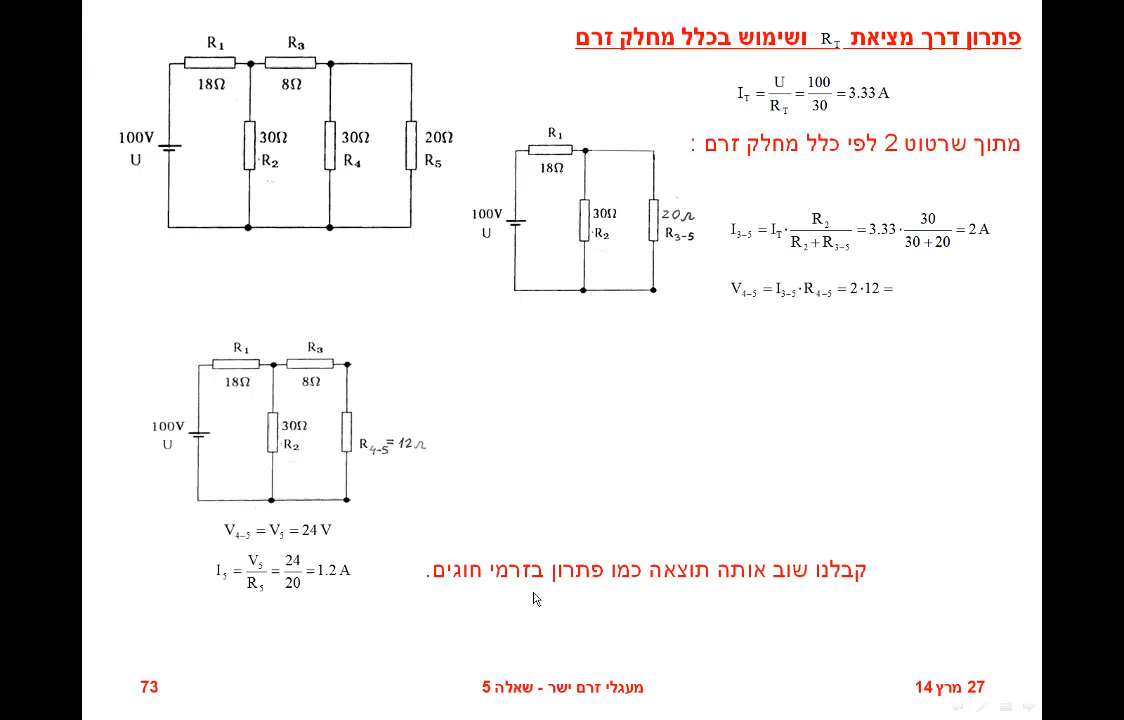 פתרון דרך מציאת R_T ושימוש בכלל מחלק זרם
I_T = U / R_T = 100 / 30 = 3.33 A
מתוך שרטוט 2 לפי כלל מחלק זרם :
I_3–5 = I_T · R_2 / (R_2 + R_3–5) = 3.33 · 30 / (30 + 20) = 2 A
V_4–5 = I_3–5 · R_4–5 = 2 · 12 =
R1 R3
18Ω 8Ω
100V 30Ω 30Ω 20Ω
U R2 R4 R5
R1
18Ω
100V 30Ω 20Ω
U R2 R3-5
R1 R3
18Ω 8Ω
100V 30Ω
U R2 R4-5 = 12Ω
V_4–5 = V_5 = 24 V
I_5 = V_5 / R_5 = 24 / 20 = 1.2 A
קבלנו שוב אותה תוצאה כמו פתרון בזרמי חוגים.
27 מרץ 14
מעגלי זרם ישר - שאלה 5
73